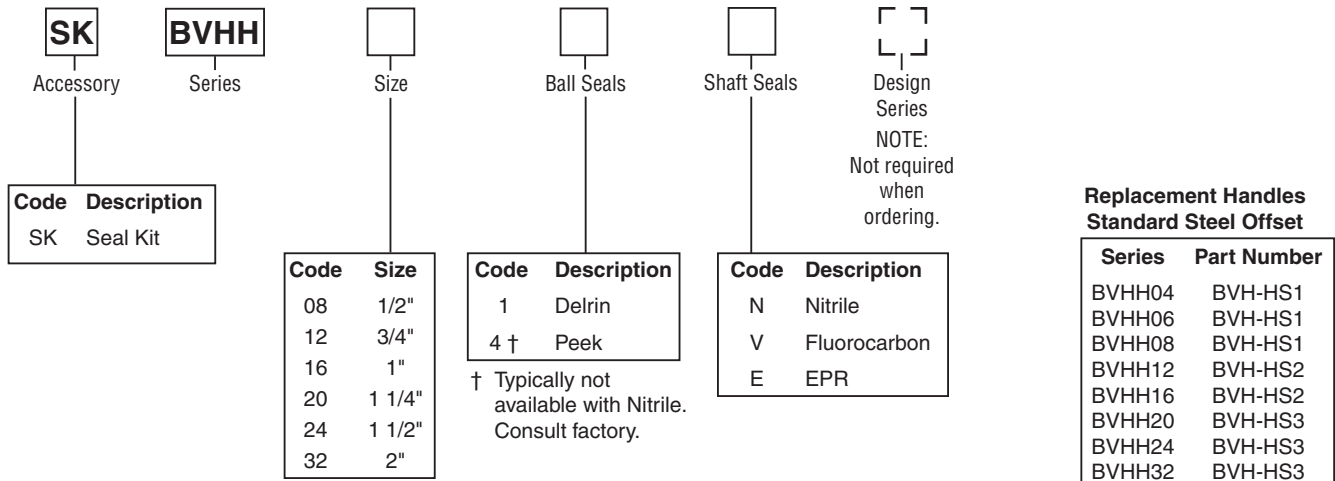 SK BVHH
Accessory Series Size Ball Seals Shaft Seals Design
Series
NOTE:
Not required
when
ordering.
Code Description
SK Seal Kit
Code Size
08 1/2"
12 3/4"
16 1"
20 1 1/4"
24 1 1/2"
32 2"
Code Description
1 Delrin
4 † Peek
† Typically not
available with Nitrile.
Consult factory.
Code Description
N Nitrile
V Fluorocarbon
E EPR
Replacement Handles
Standard Steel Offset
Series Part Number
BVHH04 BVH-HS1
BVHH06 BVH-HS1
BVHH08 BVH-HS1
BVHH12 BVH-HS2
BVHH16 BVH-HS2
BVHH20 BVH-HS3
BVHH24 BVH-HS3
BVHH32 BVH-HS3